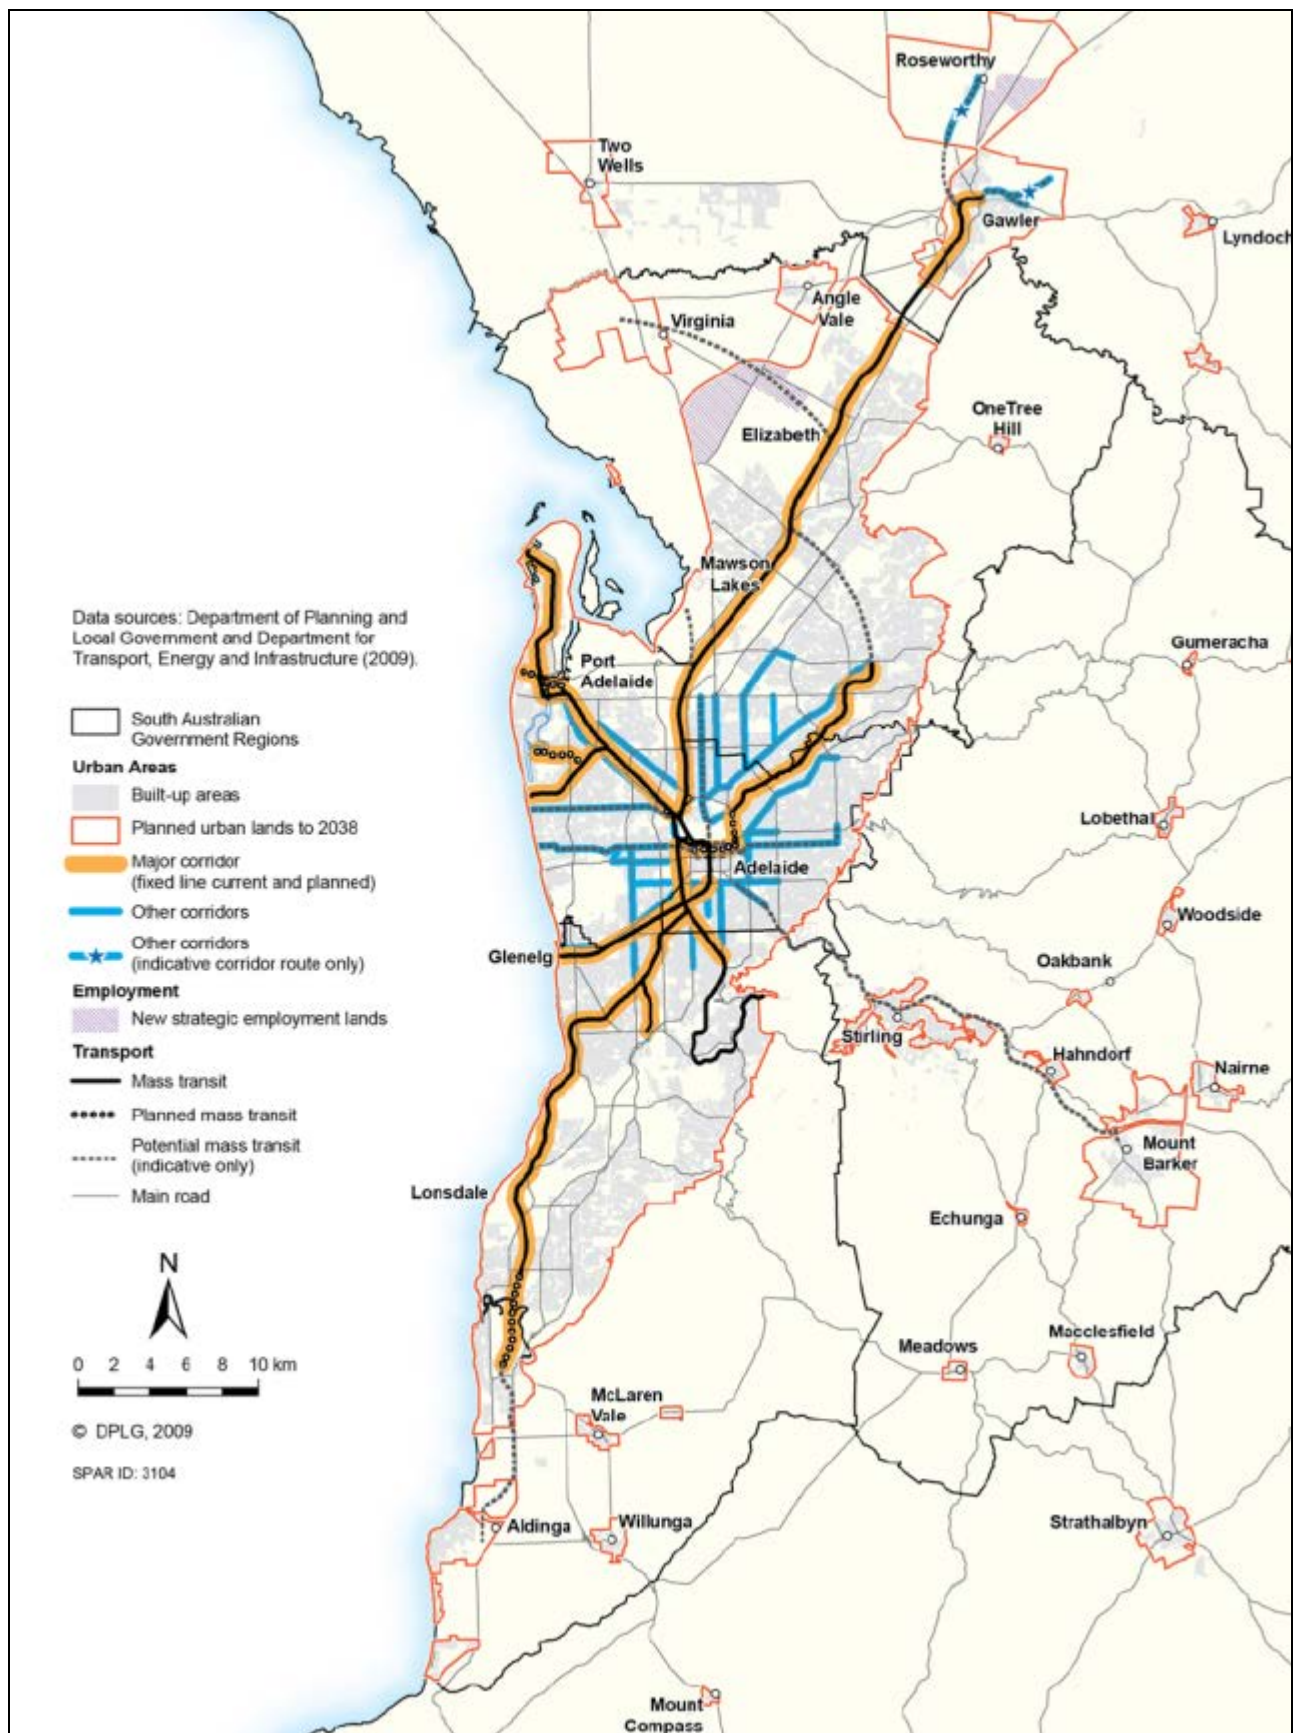 Roseworthy
Two
Wells
Gawler
Lyndoch
Angle
Vale
Virginia
OneTree
Hill
Elizabeth
Mawson
Lakes
Data sources: Department of Planning and
Local Government and Department for
Transport, Energy and Infrastructure (2009).
Gumeracha
Port
Adelaide
South Australian
Government Regions
Urban Areas
Built-up areas
Planned urban lands to 2038
Lobethal
Major corridor
(fixed line current and planned)
Adelaide
Other corridors
Woodside
Other corridors
(indicative corridor route only)
Glenelg
Oakbank
Employment
New strategic employment lands
Stirling
Transport
Hahndorf
Nairne
Mass transit
Planned mass transit
Potential mass transit
(indicative only)
Mount
Barker
Main road
Lonsdale
Echunga
N
0 2 4 6 8 10 km
Meadows
Macclesfield
McLaren
Vale
© DPLG, 2009
SPAR ID: 3104
Aldinga
Willunga
Strathalbyn
Mount
Compass